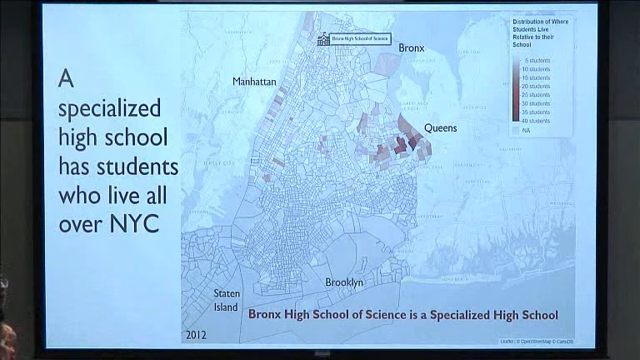 A
specialized
high school
has students
who live all
over NYC
Bronx High School of Science
Bronx
Manhattan
Queens
Brooklyn
Staten
Island
Bronx High School of Science is a Specialized High School
2012
Distribution of Where
Students Live
Relative to their
School
5 students
10 students
15 students
20 students
25 students
30 students
35 students
40 students
NA
Leaflet | © OpenStreetMap © CartoDB